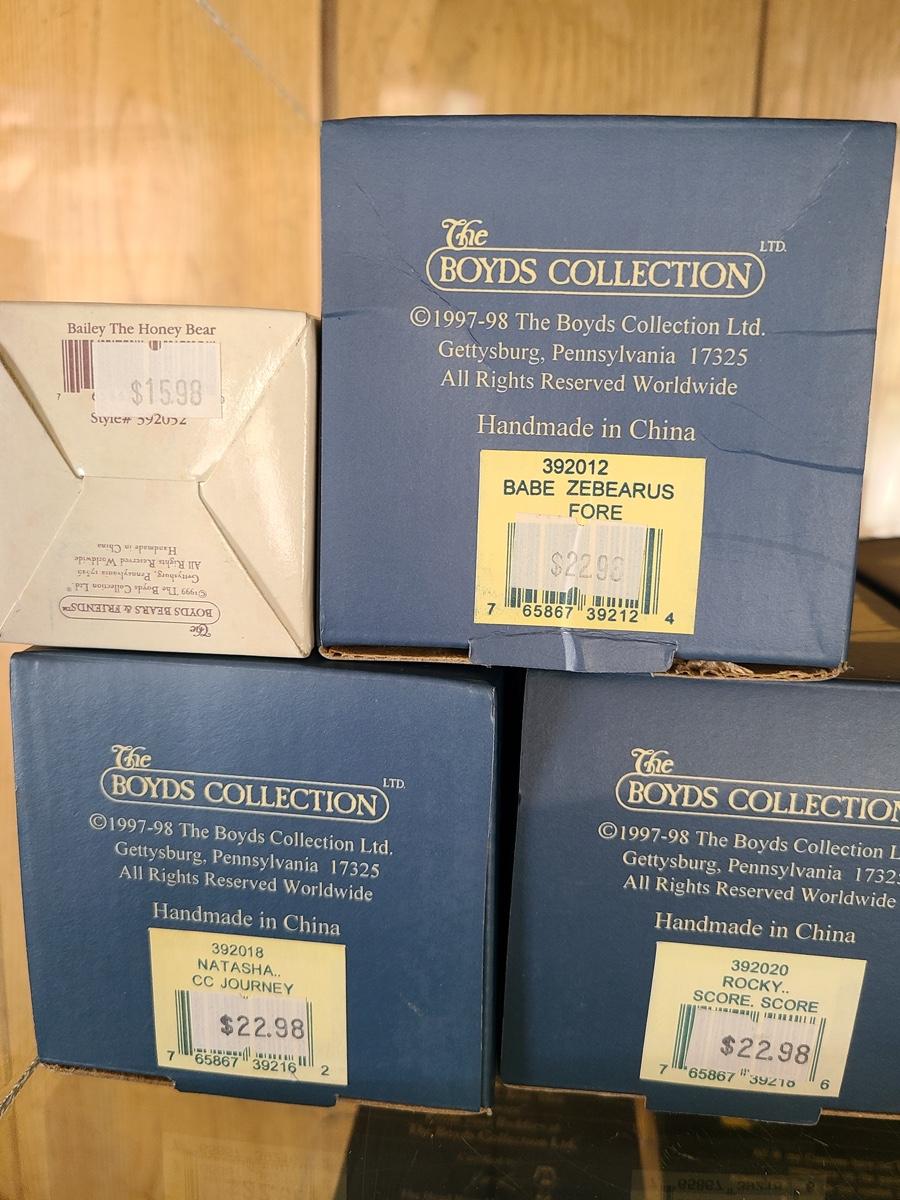 Bailey The Honey Bear
$15.98
7
Style# 392052
Handmade in China
All Rights Reserved Worldwide
Gettysburg, Pennsylvania 17325
©1999 The Boyds Collection Ltd.®
The
BOYDS BEARS & FRIENDS™
The
BOYDS COLLECTION LTD.
©1997-98 The Boyds Collection Ltd.
Gettysburg, Pennsylvania 17325
All Rights Reserved Worldwide
Handmade in China
392012
BABE ZEBEARUS
FORE
$22.98
7 65867 39212 4
The
BOYDS COLLECTION LTD.
©1997-98 The Boyds Collection Ltd.
Gettysburg, Pennsylvania 17325
All Rights Reserved Worldwide
Handmade in China
392018
NATASHA..
CC JOURNEY
$22.98
7 65867 39216 2
The
BOYDS COLLECTION
©1997-98 The Boyds Collection L
Gettysburg, Pennsylvania 1732
All Rights Reserved Worldwide
Handmade in China
392020
ROCKY..
SCORE. SCORE
$22.98
7 65867 39218 6